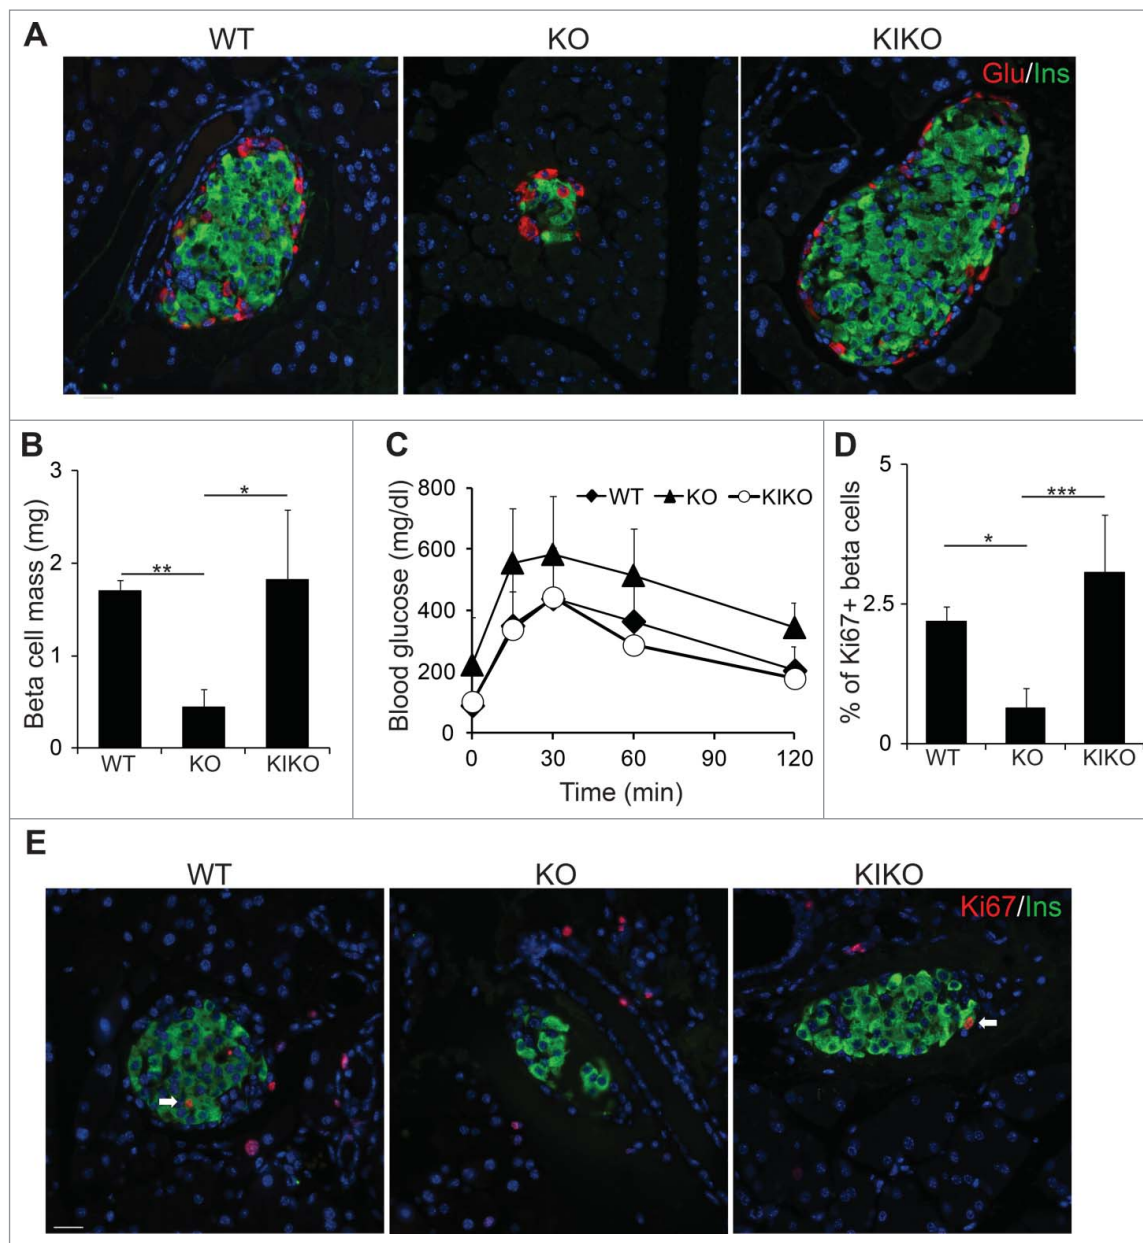 A
WT KO KIKO
Glu/Ins
B
Beta cell mass (mg)
3
2
1
0
**
*
WT KO KIKO
C
Blood glucose (mg/dl)
800
600
400
200
0
WT KO KIKO
0 30 60 90 120
Time (min)
D
% of Ki67+ beta cells
5
2.5
0
*
***
WT KO KIKO
E
WT KO KIKO
Ki67/Ins